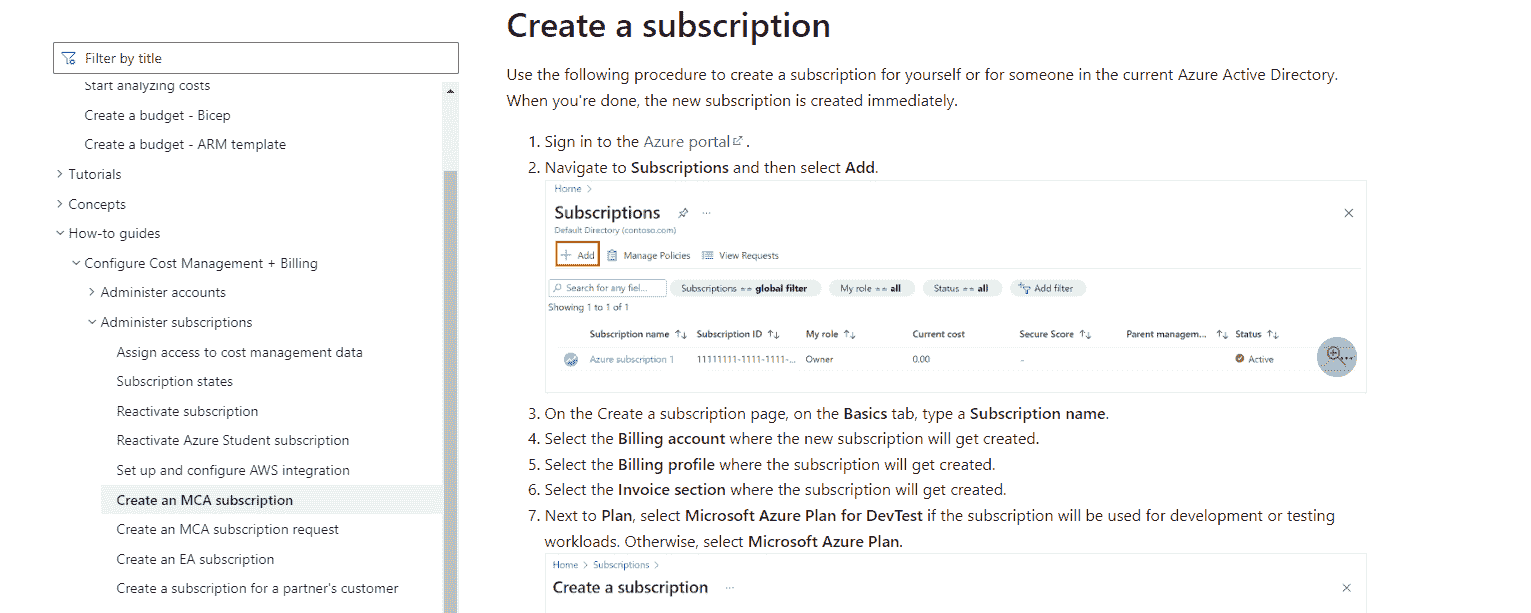 Filter by title
Start analyzing costs
Create a budget - Bicep
Create a budget - ARM template
Tutorials
Concepts
How-to guides
Configure Cost Management + Billing
Administer accounts
Administer subscriptions
Assign access to cost management data
Subscription states
Reactivate subscription
Reactivate Azure Student subscription
Set up and configure AWS integration
Create an MCA subscription
Create an MCA subscription request
Create an EA subscription
Create a subscription for a partner's customer
Create a subscription
Use the following procedure to create a subscription for yourself or for someone in the current Azure Active Directory.
When you're done, the new subscription is created immediately.
1. Sign in to the Azure portal .
2. Navigate to Subscriptions and then select Add.
Home >
Subscriptions ...
Default Directory (contoso.com)
+ Add Manage Policies View Requests
Search for any fiel... Subscriptions == global filter My role == all Status == all Add filter
Showing 1 to 1 of 1
Subscription name ↑↓ Subscription ID ↑↓ My role ↑↓ Current cost Secure Score ↑↓ Parent managem... ↑↓ Status ↑↓
Azure subscription 1 11111111-1111-1111-... Owner 0.00 - Active ...
3. On the Create a subscription page, on the Basics tab, type a Subscription name.
4. Select the Billing account where the new subscription will get created.
5. Select the Billing profile where the subscription will get created.
6. Select the Invoice section where the subscription will get created.
7. Next to Plan, select Microsoft Azure Plan for DevTest if the subscription will be used for development or testing
workloads. Otherwise, select Microsoft Azure Plan.
Home > Subscriptions >
Create a subscription ...